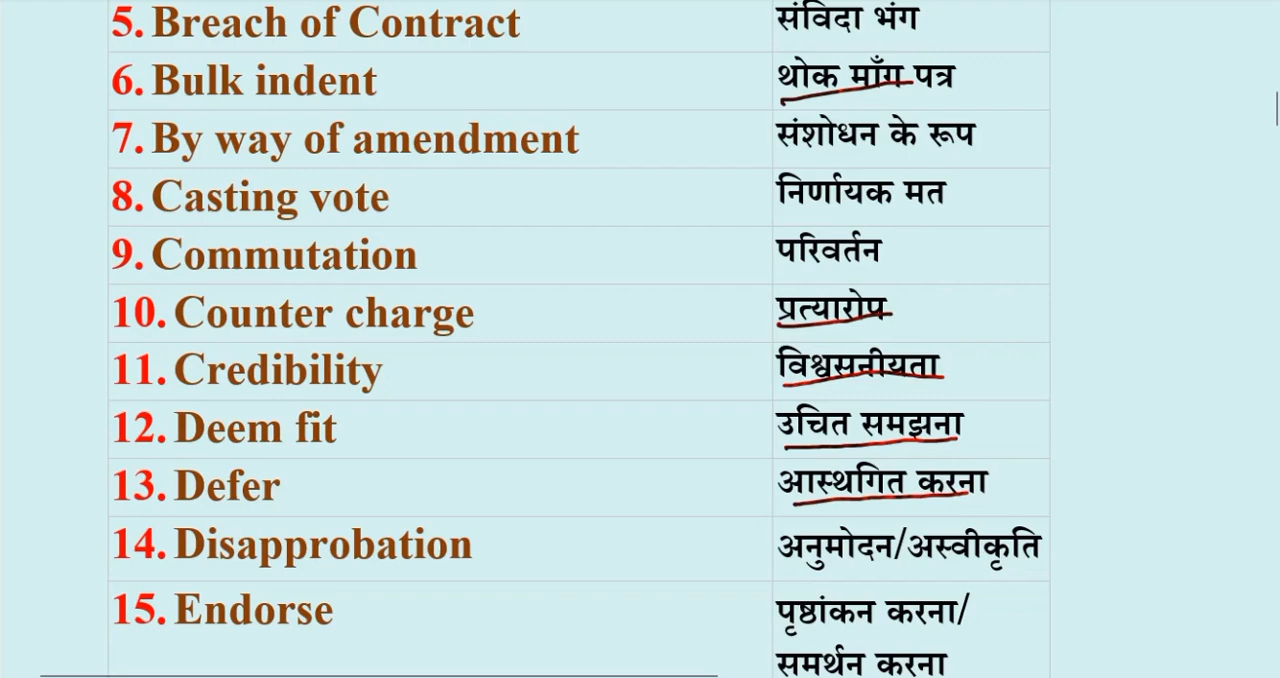 5. Breach of Contract संविदा भंग
6. Bulk indent थोक माँग पत्र
7. By way of amendment संशोधन के रूप
8. Casting vote निर्णायक मत
9. Commutation परिवर्तन
10. Counter charge प्रत्यारोप
11. Credibility विश्वसनीयता
12. Deem fit उचित समझना
13. Defer आस्थगित करना
14. Disapprobation अनुमोदन/अस्वीकृति
15. Endorse पृष्ठांकन करना/
समर्थन करना